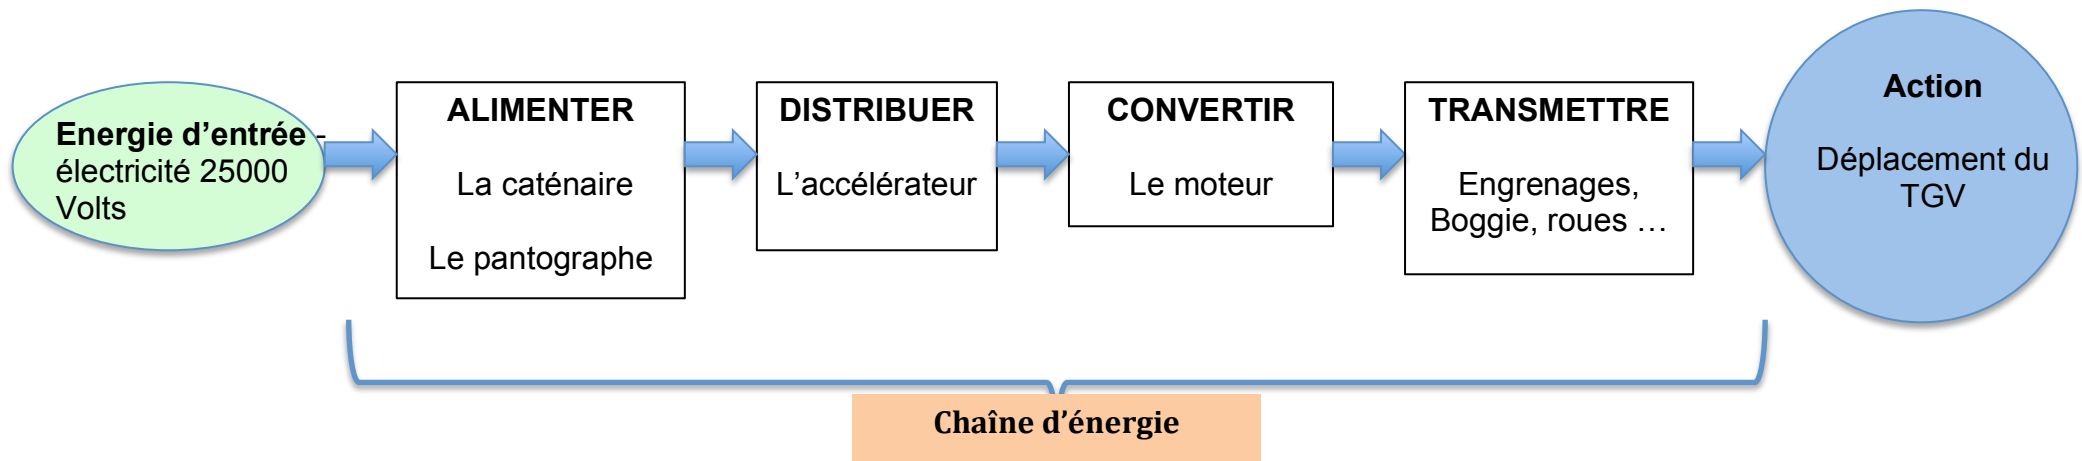 Energie d’entrée -
électricité 25000
Volts
ALIMENTER
La caténaire
Le pantographe
DISTRIBUER
L’accélérateur
CONVERTIR
Le moteur
TRANSMETTRE
Engrenages,
Boggie, roues …
Action
Déplacement du
TGV
Chaîne d’énergie